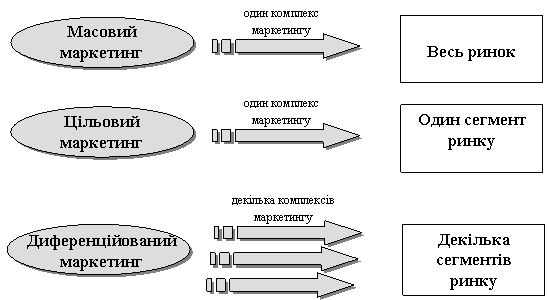 Масовий
маркетинг
один комплекс
маркетингу
Весь ринок
Цільовий
маркетинг
один комплекс
маркетингу
Один сегмент
ринку
Диференційований
маркетинг
декілька комплексів
маркетингу
Декілька
сегментів
ринку